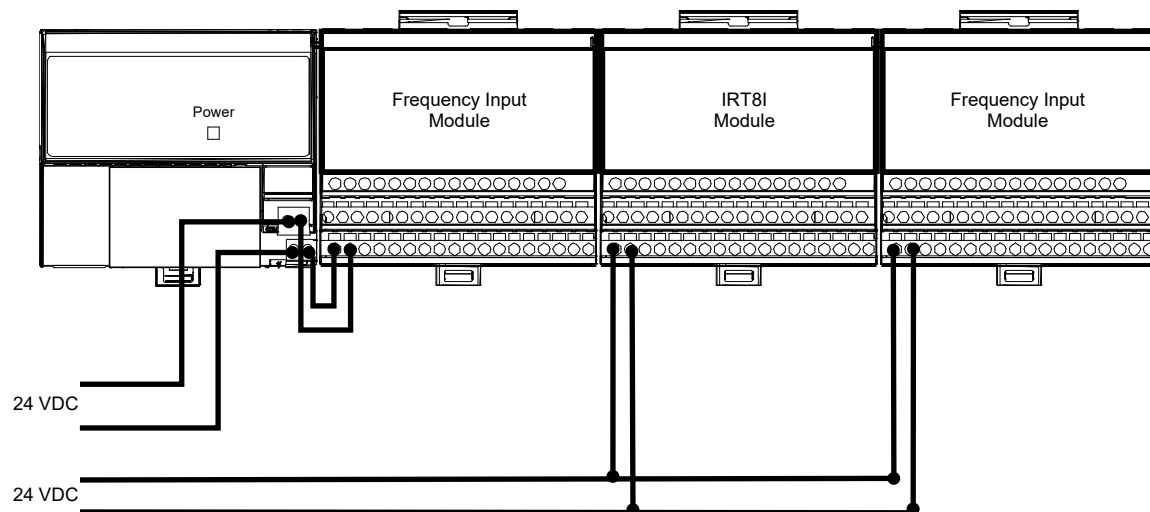 Power
Frequency Input
Module
IRT8I
Module
Frequency Input
Module
24 VDC
24 VDC